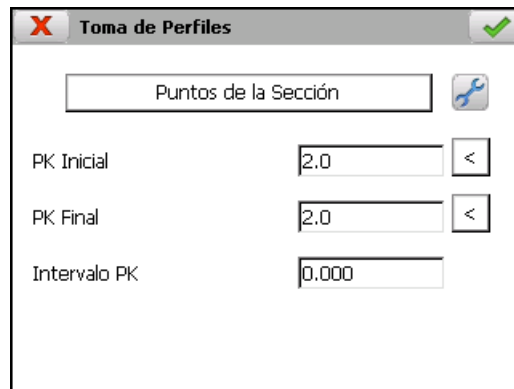 Toma de Perfiles
Puntos de la Sección
PK Inicial 2.0 <
PK Final 2.0 <
Intervalo PK 0.000